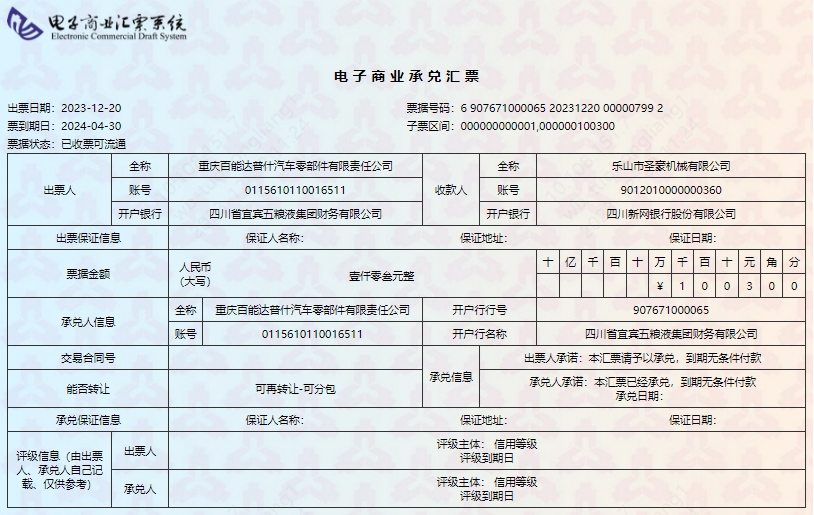 电子商业汇票系统
Electronic Commercial Draft System
电子商业承兑汇票
出票日期：2023-12-20 票据号码：6 907671000065 20231220 00000799 2
票到期日：2024-04-30 子票区间：000000000001,000000100300
票据状态：已收票可流通
出票人 全称 重庆百能达普什汽车零部件有限责任公司 收款人 全称 乐山市圣蒙机械有限公司
账号 0115610110016511 账号 9012010000000360
开户银行 四川省宜宾五粮液集团财务有限公司 开户银行 四川新网银行股份有限公司
出票保证信息 保证人名称： 保证地址： 保证日期：
票据金额 人民币 （大写） 壹仟零叁元整 十 亿 千 百 十 万 千 百 十 元 角 分
¥ 1 0 0 3 0 0
承兑人信息 全称 重庆百能达普什汽车零部件有限责任公司 开户行行号 907671000065
账号 0115610110016511 开户行名称 四川省宜宾五粮液集团财务有限公司
交易合同号 承兑信息 出票人承诺：本汇票请予以承兑，到期无条件付款
能否转让 可再转让-可分包 承兑人承诺：本汇票已经承兑，到期无条件付款
承兑日期：
承兑保证信息 保证人名称： 保证地址： 保证日期：
评级信息（由出票人、承兑人自己记载、仅供参考） 出票人 评级主体： 信用等级
评级到期日
承兑人 评级主体： 信用等级
评级到期日